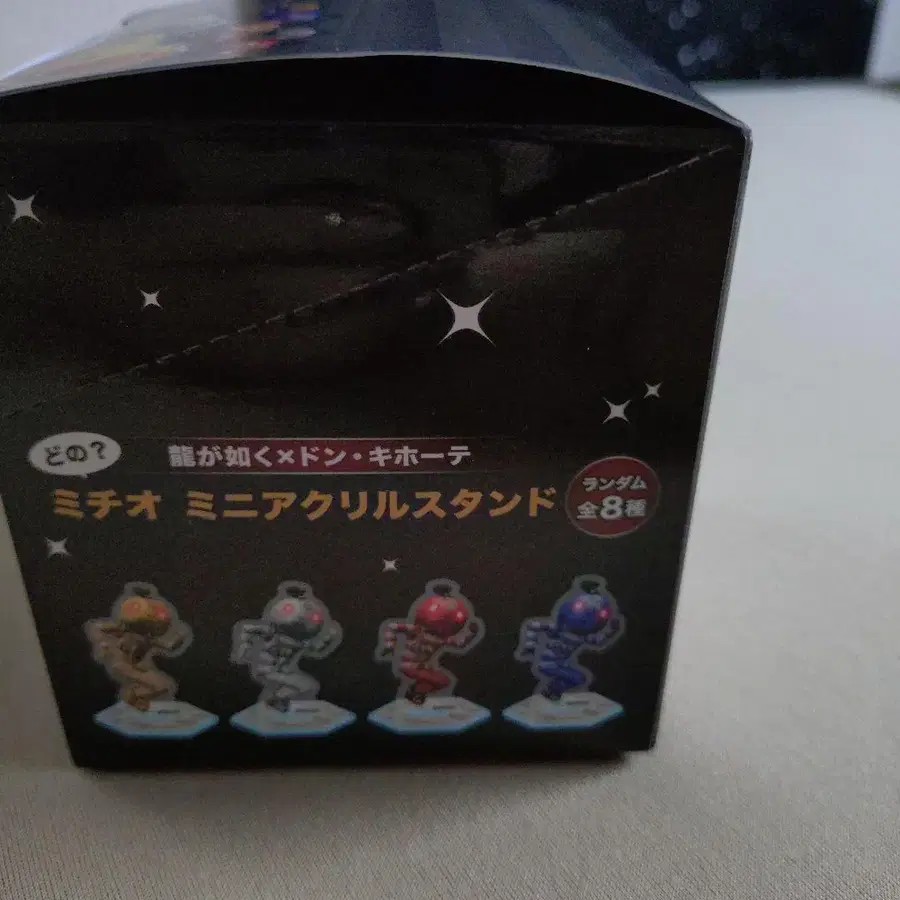 どの?
龍が如く×ドン・キホーテ
ミチオ ミニアクリルスタンド
ランダム
全8種